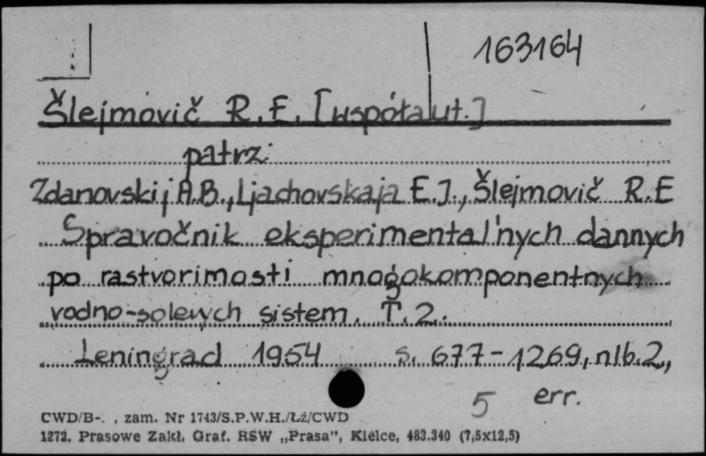 163164
Šlejmovič R.E. [współaut.]
patrz:
Zdanovskij A.B., Ljachovskaja E.I., Šlejmovič R.E
Spravočnik eksperimental'nych dannych
po rastvorimosti mnogokomponentnych
vodno-solevych sistem. T.2.
Leningrad 1954 s. 677-1269, nlb. 2,
5 err.
CWD/B-. , zam. Nr 1743/S.P.W.H./Łź/CWD
1272. Prasowe Zakł. Graf. RSW „Prasa", Kielce, 483.340 (7,5x12,5)